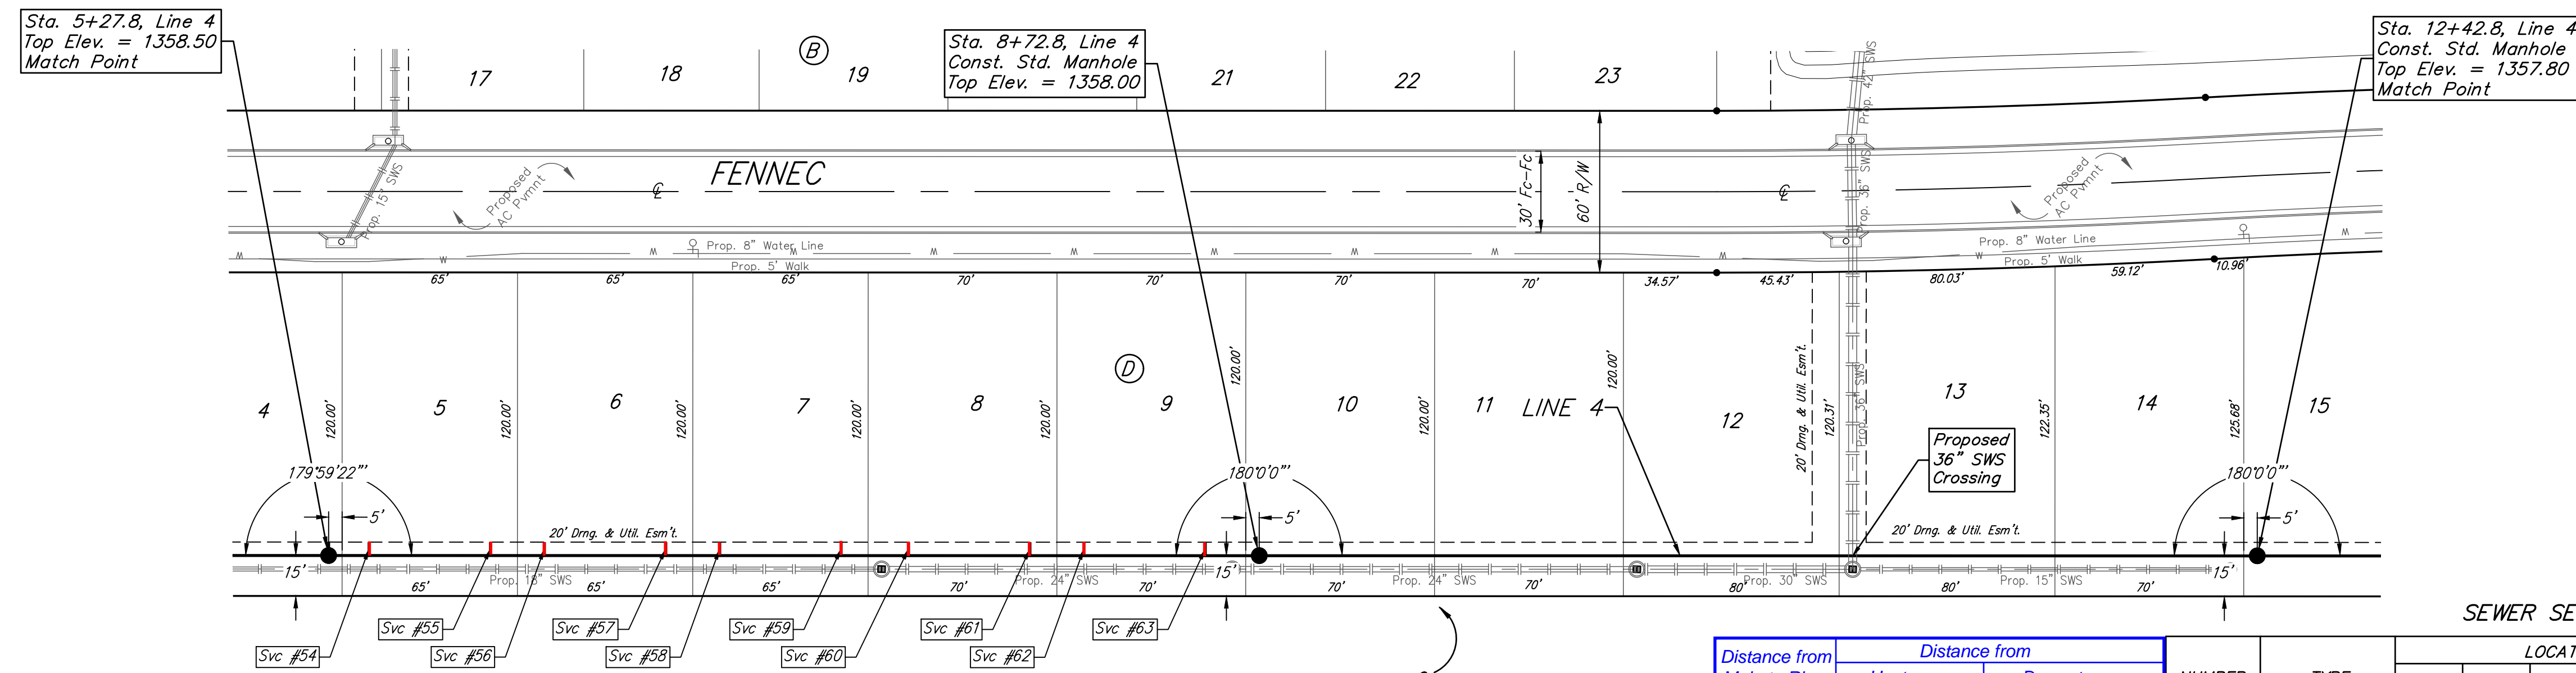 Sta. 5+27.8, Line 4
Top Elev. = 1358.50
Match Point
B
Sta. 8+72.8, Line 4
Const. Std. Manhole
Top Elev. = 1358.00
Sta. 12+42.8, Line 4
Const. Std. Manhole
Top Elev. = 1357.80
Match Point
17
18
19
21
22
23
Prop. 42" SWS
Prop. 15" SWS
Proposed
AC Pvmnt
FENNEC
30' Fc-Fc
60' R/W
Prop. 36" SWS
Proposed
AC Pvmnt
W
Prop. 8" Water Line
Prop. 5' Walk
Prop. 8" Water Line
Prop. 5' Walk
65'
65'
65'
70'
70'
70'
70'
34.57'
45.43'
80.03'
59.12'
10.96'
D
4
5
6
7
8
9
10
11
LINE 4
12
13
14
15
120.00'
120.00'
120.00'
120.00'
120.00'
120.00'
120.00'
120.00'
20' Drng. & Util. Esm't.
120.31'
Prop. 36" SWS
122.35'
125.68'
Proposed
36" SWS
Crossing
179°59'22"'
180°0'0"'
180°0'0"'
5'
5'
5'
20' Drng. & Util. Esm't.
20' Drng. & Util. Esm't.
15'
15'
15'
Prop. 18" SWS
Prop. 24" SWS
Prop. 24" SWS
Prop. 30" SWS
Prop. 15" SWS
65'
65'
65'
70'
70'
70'
70'
80'
80'
70'
Svc #55
Svc #57
Svc #59
Svc #61
Svc #63
Svc #54
Svc #56
Svc #58
Svc #60
Svc #62
SEWER SE
Distance from
Distance from
LOCAT